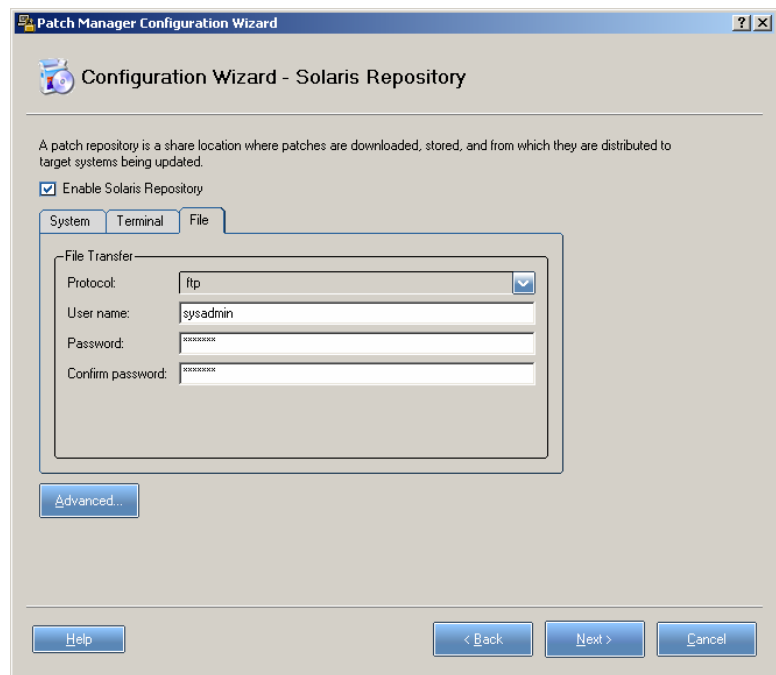 Patch Manager Configuration Wizard
Configuration Wizard - Solaris Repository
A patch repository is a share location where patches are downloaded, stored, and from which they are distributed to
target systems being updated.
Enable Solaris Repository
System Terminal File
File Transfer
Protocol: ftp
User name: sysadmin
Password: xxxxxxx
Confirm password: xxxxxxx
Advanced...
Help < Back Next > Cancel